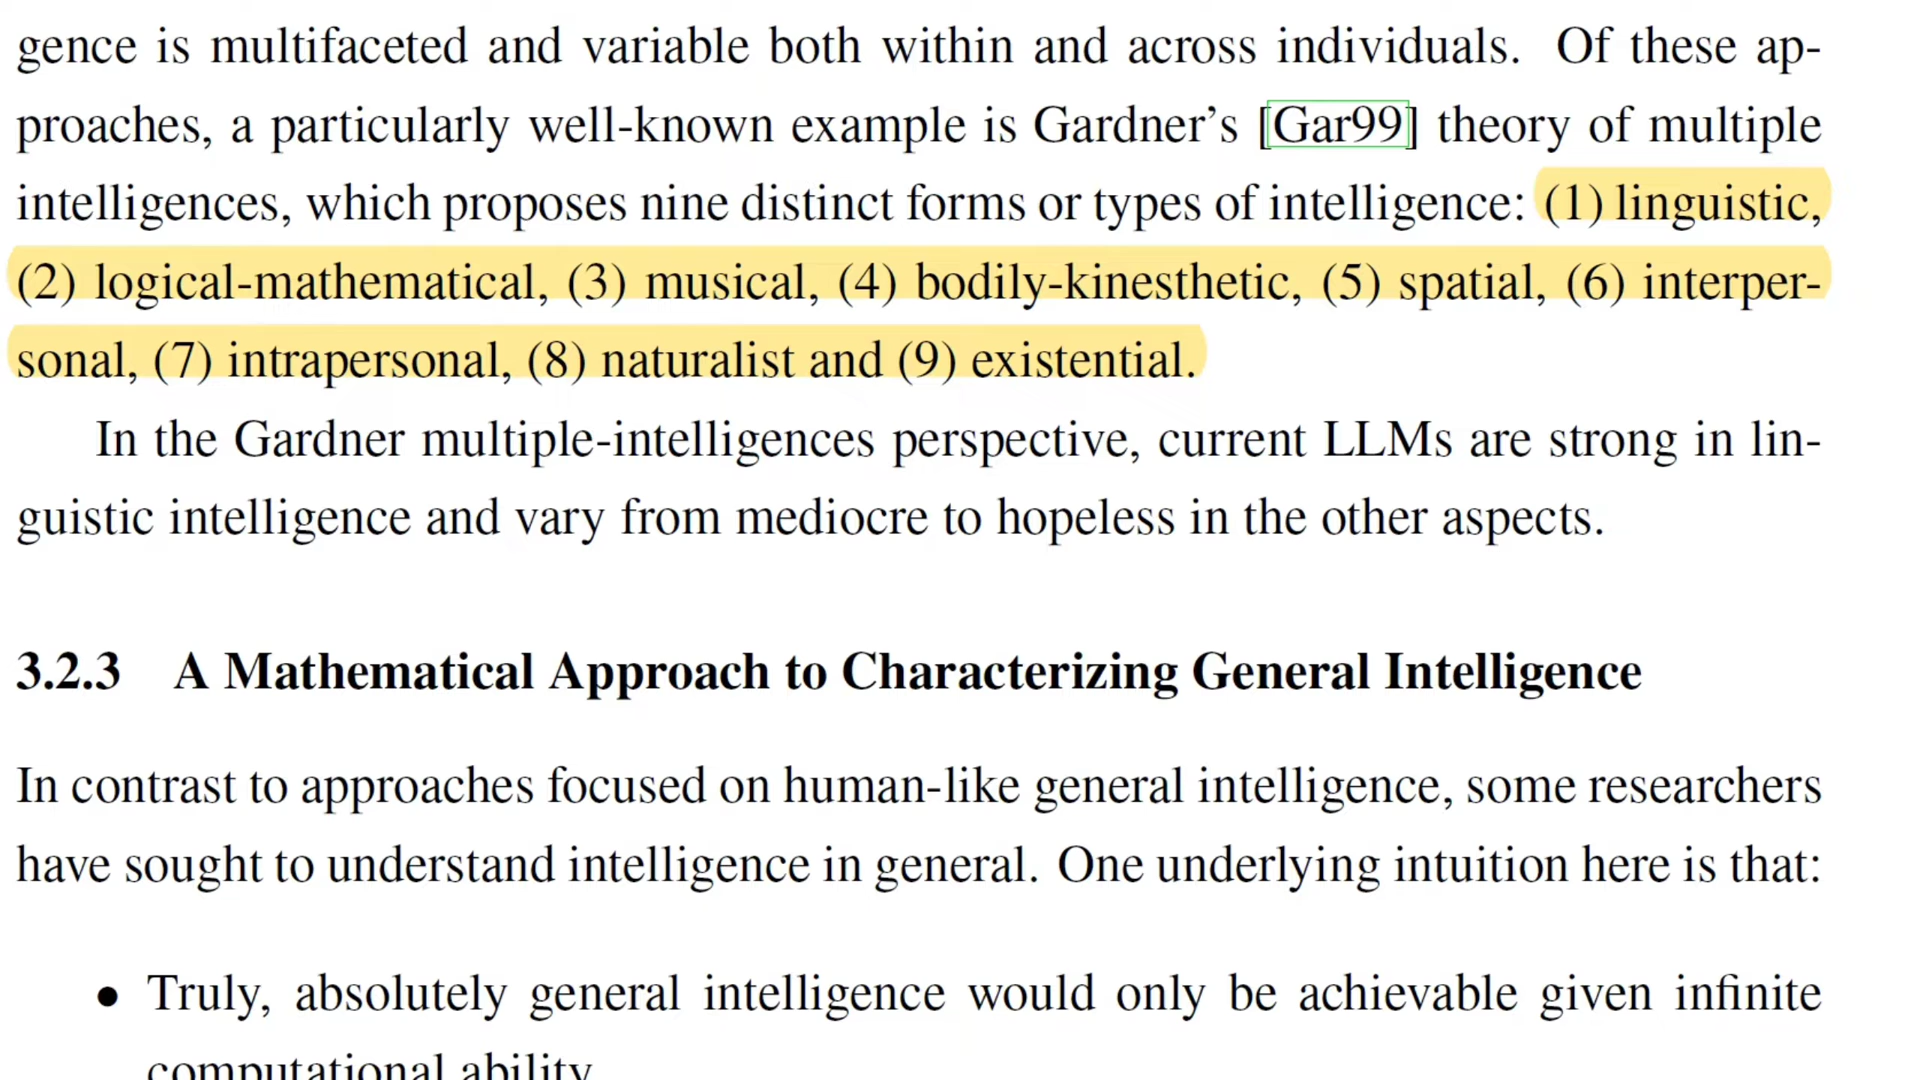 gence is multifaceted and variable both within and across individuals. Of these ap-
proaches, a particularly well-known example is Gardner’s [Gar99] theory of multiple
intelligences, which proposes nine distinct forms or types of intelligence: (1) linguistic,
(2) logical-mathematical, (3) musical, (4) bodily-kinesthetic, (5) spatial, (6) interper-
sonal, (7) intrapersonal, (8) naturalist and (9) existential.
In the Gardner multiple-intelligences perspective, current LLMs are strong in lin-
guistic intelligence and vary from mediocre to hopeless in the other aspects.
3.2.3 A Mathematical Approach to Characterizing General Intelligence
In contrast to approaches focused on human-like general intelligence, some researchers
have sought to understand intelligence in general. One underlying intuition here is that:
• Truly, absolutely general intelligence would only be achievable given infinite
computational ability